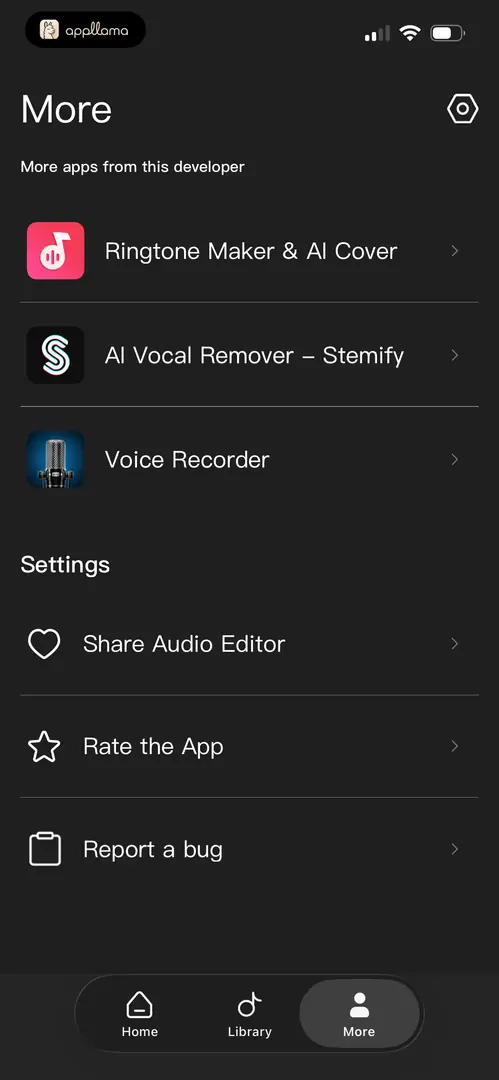 appllama
More
More apps from this developer
Ringtone Maker & AI Cover
AI Vocal Remover – Stemify
Voice Recorder
Settings
Share Audio Editor
Rate the App
Report a bug
Home
Library
More